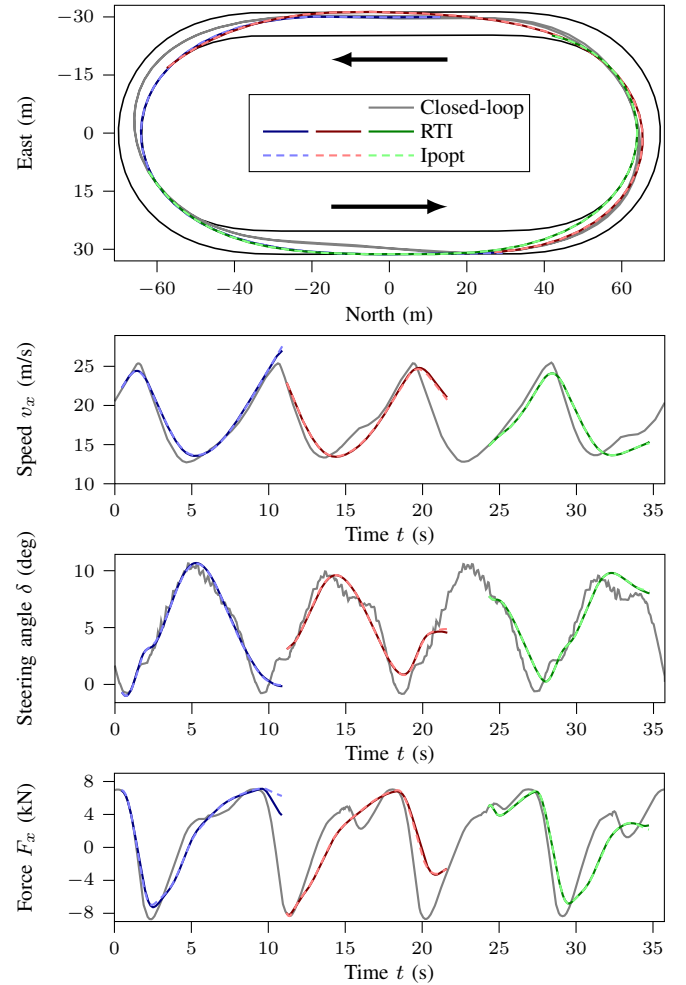 −30
−15
0
15
30
East (m)
Closed-loop
RTI
Ipopt
−60 −40 −20 0 20 40 60
North (m)
25
20
15
10
Speed vₓ (m/s)
0 5 10 15 20 25 30 35
Time t (s)
10
5
0
Steering angle δ (deg)
0 5 10 15 20 25 30 35
Time t (s)
8
4
0
−4
−8
Force Fₓ (kN)
0 5 10 15 20 25 30 35
Time t (s)